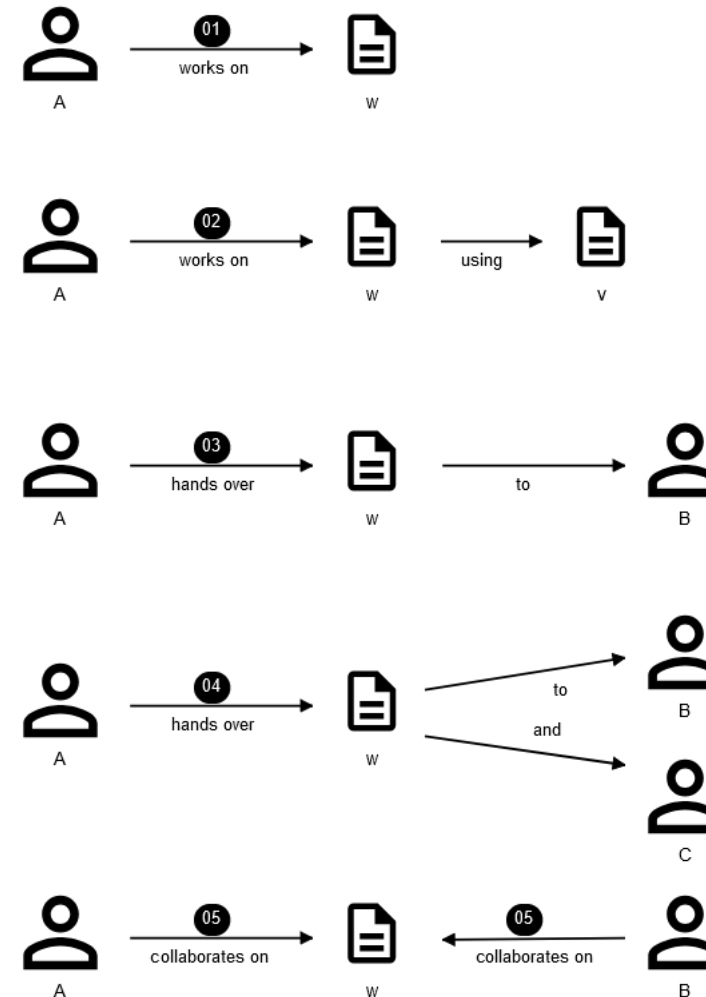 01
works on
A
w
02
works on
using
A
w
v
03
hands over
to
A
w
B
04
hands over
to
B
and
A
w
C
05
05
collaborates on
collaborates on
A
w
B